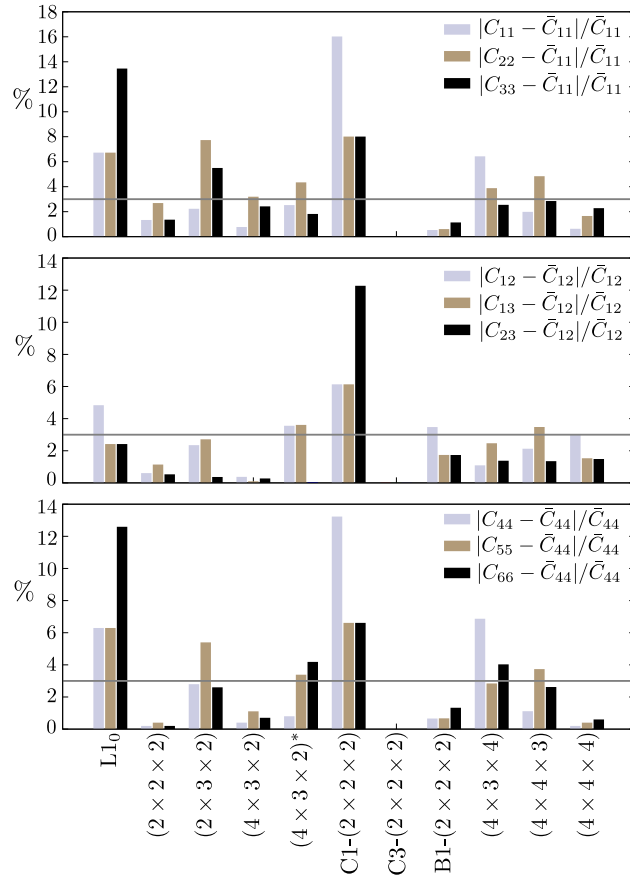 18
16
14
12
10
8
6
4
2
0
%
|C₁₁ − C̄₁₁|/C̄₁₁
|C₂₂ − C̄₁₁|/C̄₁₁
|C₃₃ − C̄₁₁|/C̄₁₁
14
12
10
8
6
4
2
0
%
|C₁₂ − C̄₁₂|/C̄₁₂
|C₁₃ − C̄₁₂|/C̄₁₂
|C₂₃ − C̄₁₂|/C̄₁₂
14
12
10
8
6
4
2
0
%
|C₄₄ − C̄₄₄|/C̄₄₄
|C₅₅ − C̄₄₄|/C̄₄₄
|C₆₆ − C̄₄₄|/C̄₄₄
L1₀
(2 × 2 × 2)
(2 × 3 × 2)
(4 × 3 × 2)
(4 × 3 × 2)*
C1-(2 × 2 × 2)
C3-(2 × 2 × 2)
B1-(2 × 2 × 2)
(4 × 3 × 4)
(4 × 4 × 3)
(4 × 4 × 4)